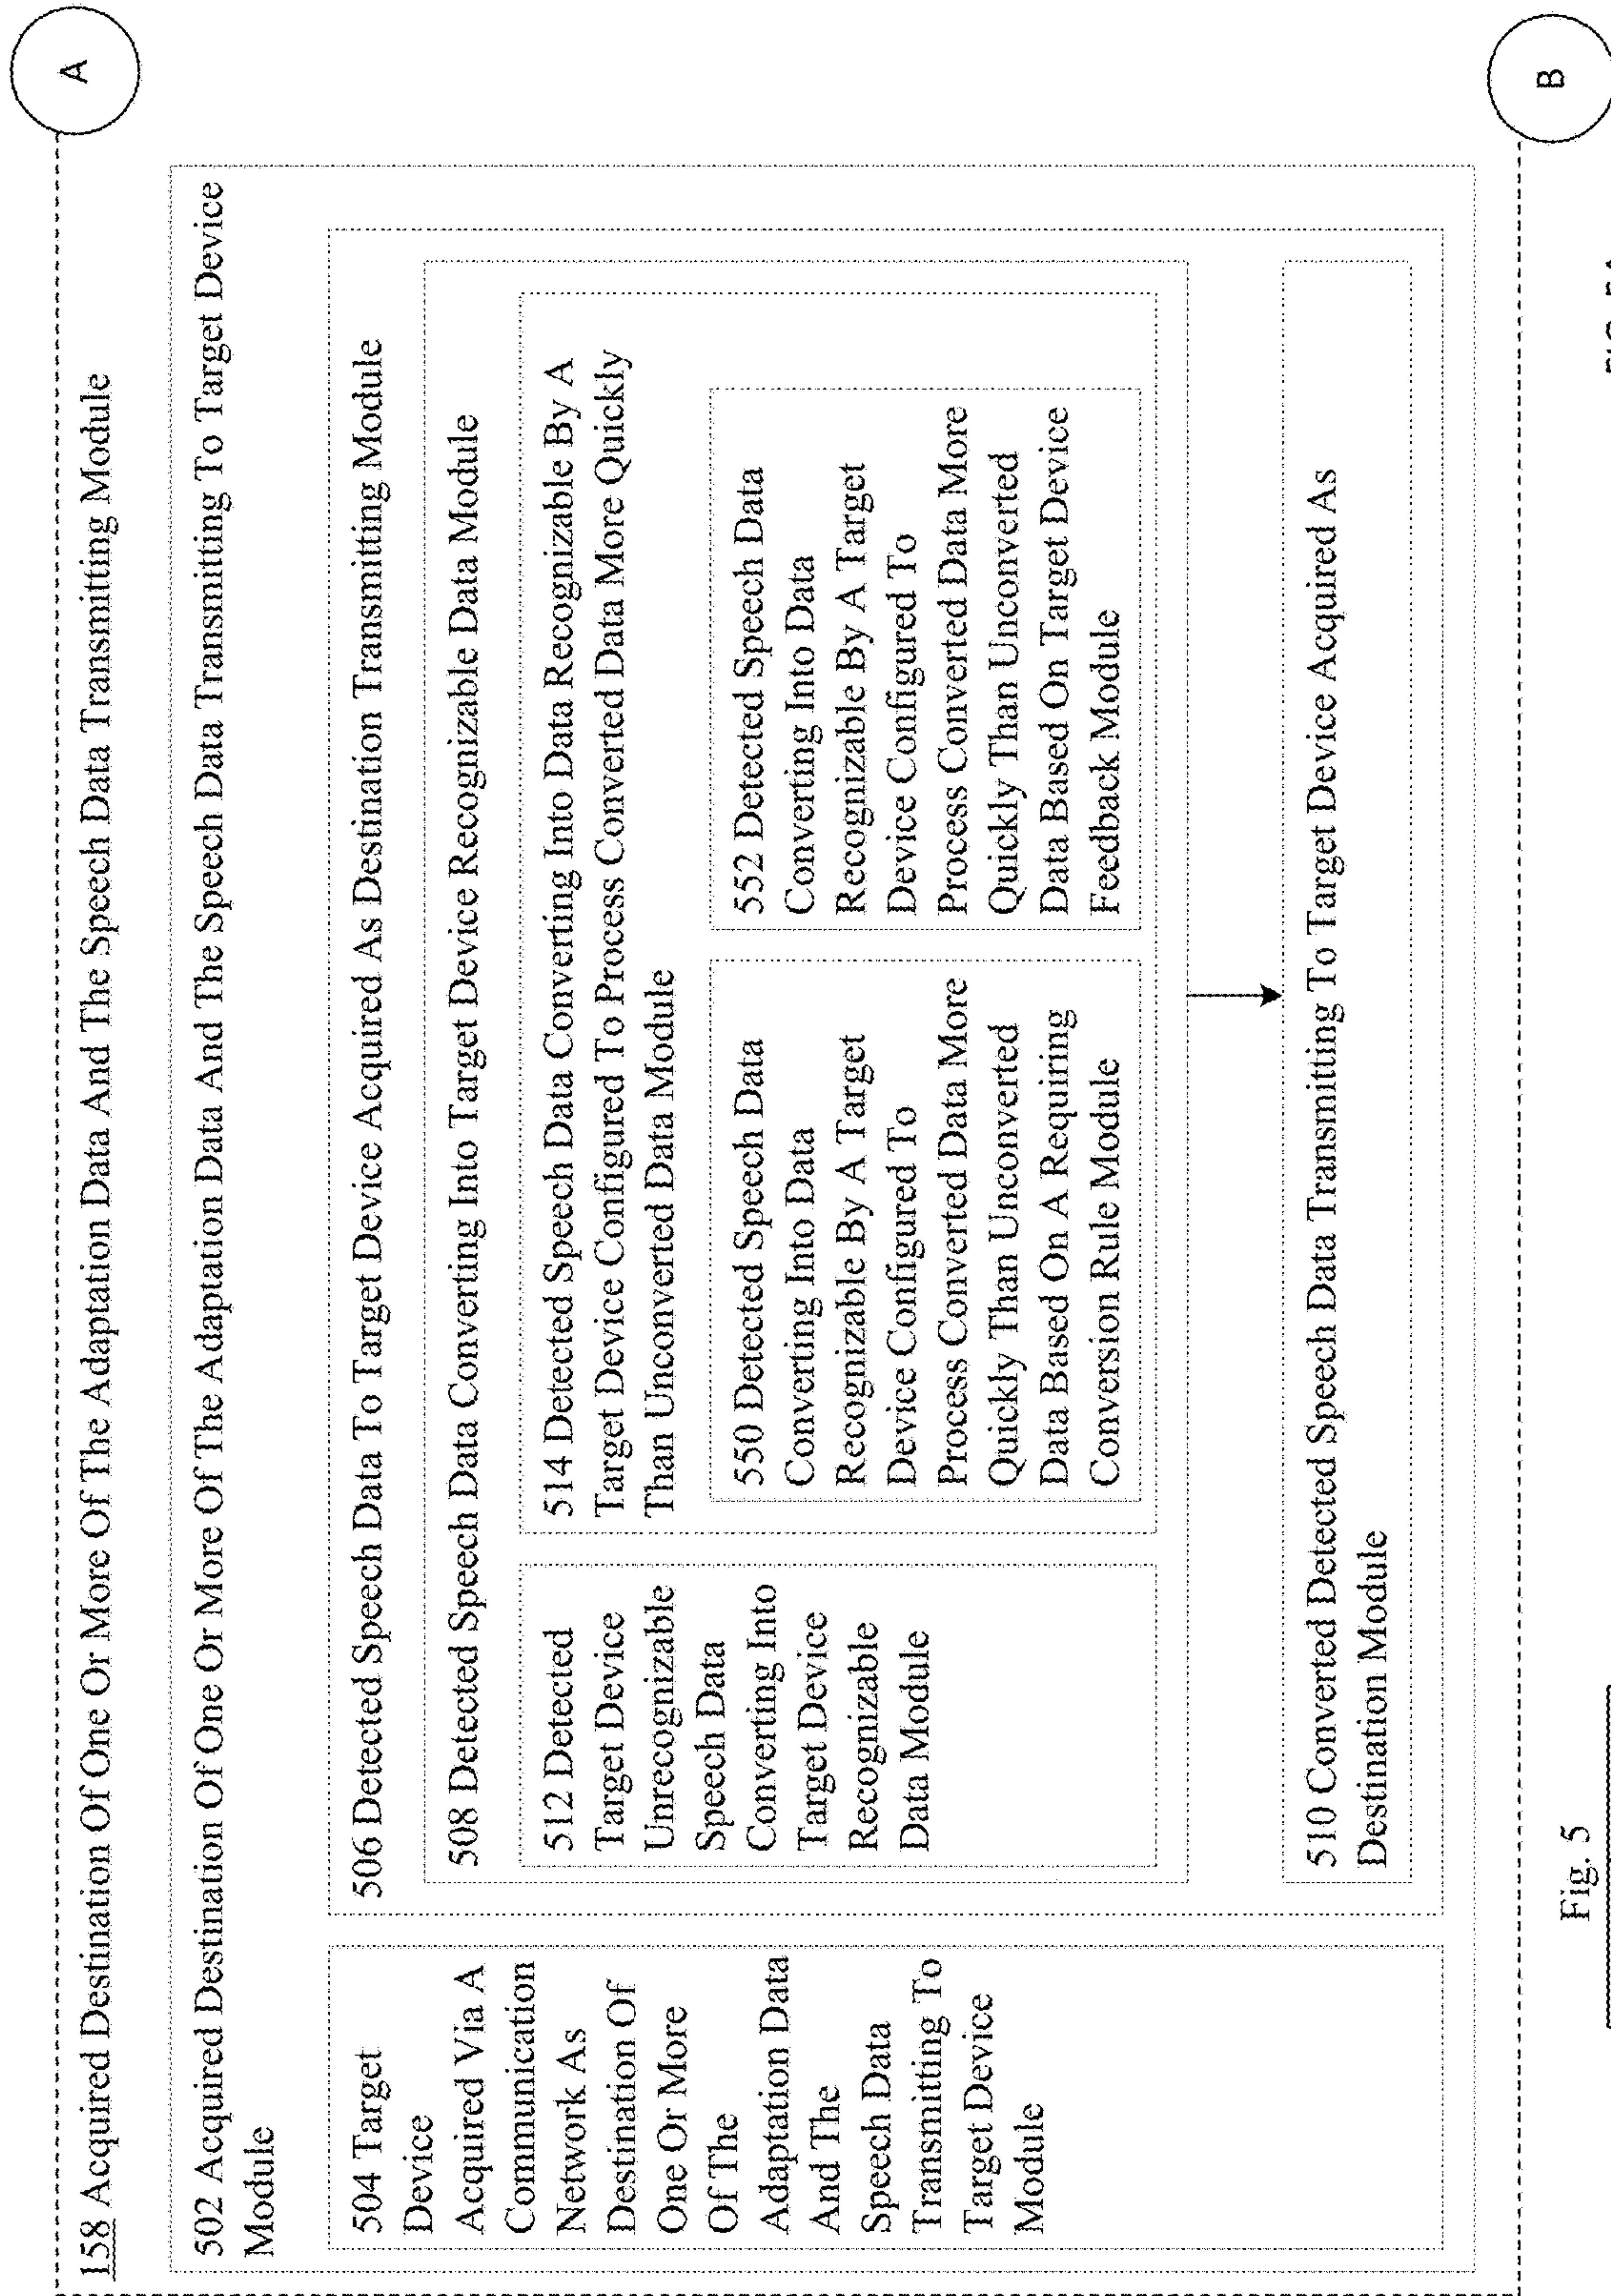 A
158 Acquired Destination Of One Or More Of The Adaptation Data And The Speech Data Transmitting Module
502 Acquired Destination Of One Or More Of The Adaptation Data And The Speech Data Transmitting To Target Device
Module
504 Target
Device
Acquired Via A
Communication
Network As
Destination Of
One Or More
Of The
Adaptation Data
And The
Speech Data
Transmitting To
Target Device
Module
506 Detected Speech Data To Target Device Acquired As Destination Transmitting Module
508 Detected Speech Data Converting Into Target Device Recognizable Data Module
512 Detected
Target Device
Unrecognizable
Speech Data
Converting Into
Target Device
Recognizable
Data Module
514 Detected Speech Data Converting Into Data Recognizable By A
Target Device Configured To Process Converted Data More Quickly
Than Unconverted Data Module
550 Detected Speech Data
Converting Into Data
Recognizable By A Target
Device Configured To
Process Converted Data More
Quickly Than Unconverted
Data Based On A Requiring
Conversion Rule Module
552 Detected Speech Data
Converting Into Data
Recognizable By A Target
Device Configured To
Process Converted Data More
Quickly Than Unconverted
Data Based On Target Device
Feedback Module
510 Converted Detected Speech Data Transmitting To Target Device Acquired As
Destination Module
B
Fig. 5